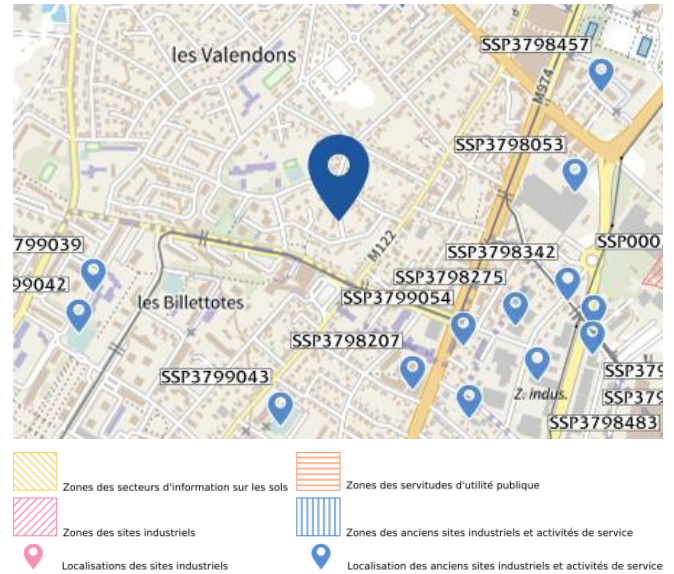 les Valendons
SSP3798457
M974
SSP3798053
M122
799039
SSP3798342
SSP000
99042
SSP3798275
SSP3799054
les Billettotes
SSP3798207
SSP3799043
SSP379
Z. indus.
SSP379
SSP3798483
Zones des secteurs d'information sur les sols
Zones des servitudes d'utilité publique
Zones des sites industriels
Zones des anciens sites industriels et activités de service
Localisations des sites industriels
Localisation des anciens sites industriels et activités de service